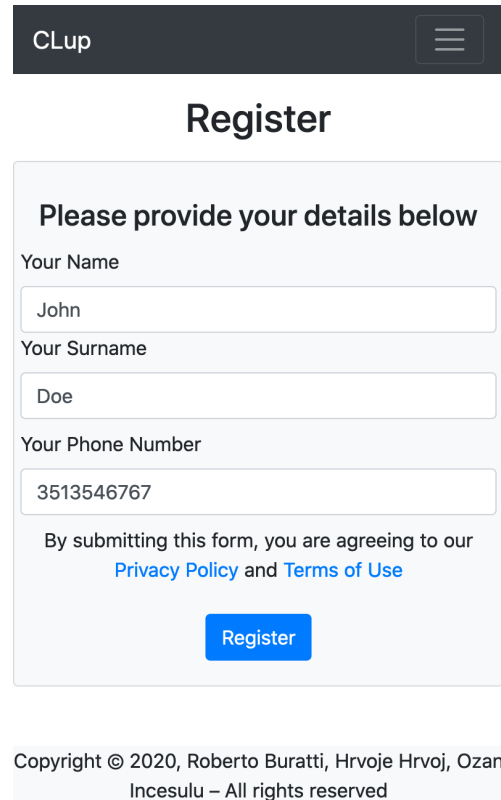 CLup
Register
Please provide your details below
Your Name
John
Your Surname
Doe
Your Phone Number
3513546767
By submitting this form, you are agreeing to our
Privacy Policy and Terms of Use
Register
Copyright © 2020, Roberto Buratti, Hrvoje Hrvoj, Ozan
Incesulu – All rights reserved